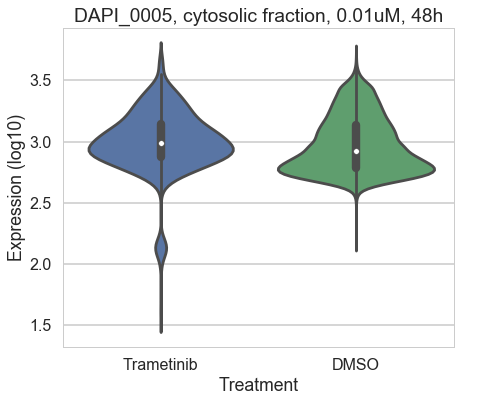 DAPI_0005, cytosolic fraction, 0.01uM, 48h
Expression (log10)
3.5
3.0
2.5
2.0
1.5
Trametinib DMSO
Treatment